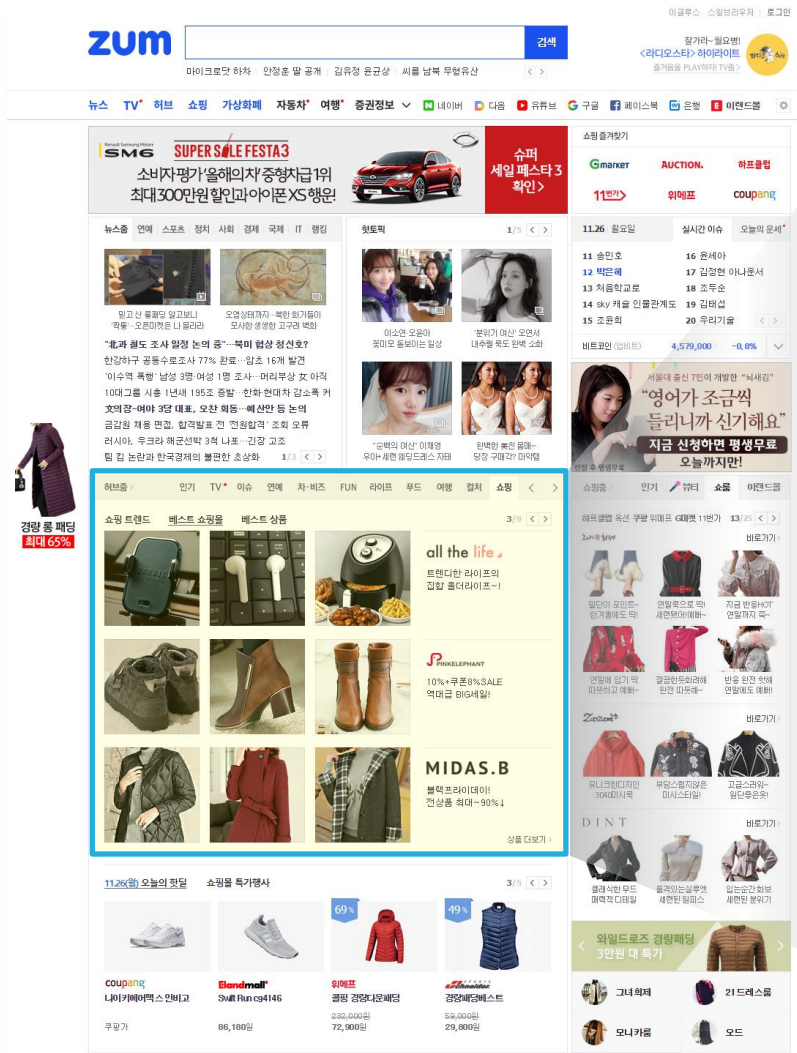 이글루스 스윙브라우저 로그인
zum
검색
잘가라~ 월요병!
<라디오스타> 하이라이트
즐거움을 PLAY하자! TV줌 >
마이크로닷 하차 안정훈 딸 공개 김유정 윤균상 씨름 남북 무형유산
뉴스 TV 허브 쇼핑 가상화폐 자동차 여행 증권정보 네이버 다음 유튜브 구글 페이스북 은행 이랜드몰
Renault Samsung Motors
SM6
SUPER SALE FESTA3
소비자 평가 '올해의 차' 중형차급 1위
최대 300만원 할인과 아이폰 XS 행운!
슈퍼
세일 페스타 3
확인 >
쇼핑 즐겨찾기
Gmarket AUCTION. 하프클럽
11번가 위메프 coupang
뉴스줌 연예 스포츠 정치 사회 경제 국제 IT 랭킹
믿고 산 롱패딩 알고보니
'짝퉁'…오픈마켓은 나 몰라라
오염상태까지…북한 화가들이
모사한 생생한 고구려 벽화
"北과 철도 조사 일정 논의 중"…북미 협상 청신호?
한강하구 공동수로조사 77% 완료…암초 16개 발견
'이수역 폭행' 남성 3명·여성 1명 조사…머리부상 女 아직
10대그룹 시총 1년새 195조 증발…한화·현대차 감소폭 커
文의장-여야 3당 대표, 오찬 회동…예산안 등 논의
금감원 채용 면접, 합격발표 전 '전원합격' 조회 오류
러시아, 우크라 해군선박 3척 나포…긴장 고조
팀 킴 논란과 한국경제의 불편한 초상화 1/3
핫토픽 1/5
이소연·오윤아
꽃미모 돋보이는 일상
'분위기 여신' 오연서
내추럴 룩도 완벽 소화
"순백의 여신" 이채영
우아+세련 웨딩드레스 자태
완벽한 美친 몸매~
당장 구매각? 마약템
11.26 월요일 실시간 이슈 오늘의 운세
11 송민호
12 박은혜
13 처음학교로
14 sky 캐슬 인물관계도
15 조윤희
16 윤세아
17 김정현 아나운서
18 조두순
19 김태섭
20 우리기술
비트코인 (업비트) 4,579,000 -0,8%
서울대 출신 7인이 개발한 "뇌새김"
"영어가 조금씩
들리니까 신기해요"
지금 신청하면 평생무료
오늘까지만!
한달 후 평생무료
경량 롱 패딩
최대 65%
허브줌 인기 TV 이슈 연예 차·비즈 FUN 라이프 푸드 여행 컬처 쇼핑
쇼핑 트렌드 베스트 쇼핑몰 베스트 상품 3/9
all the life
트렌디한 라이프의
집합 올더라이프~!
PINKELEPHANT
10%+쿠폰8%SALE
역대급 BIG세일!
MIDAS.B
블랙프라이데이!
전상품 최대~90%↓
상품 더보기 >
쇼핑줌 인기 뷰티 쇼룸 이랜드몰
하프클럽 옥션 쿠팡 위메프 G마켓 11번가 13/25
바로가기
밑단이 포인트~
한겨울에도 딱!
연말룩으로 딱!
세련됐어!예뻐~
지금 반응HOT
연말까지 쭉~
연말에 입기 딱
따뜻하고 예뻐~
깔끔한듯화려해
완전 따듯해~
반응 완전 핫해
연말에도 예뻐!
바로가기
유니크한디자인
3040미시룩
부담스럽지않은
미시스타일!
고급스러워~
일단좋은옷!
DINT 바로가기
클래식한 무드
매력적 디테일
품격있는실루엣
세련된 원피스
입는순간 화보
세련된 분위기
11.26(월) 오늘의 핫딜 쇼핑몰 특가행사 3/5
69%
49%
coupang
나이키에어맥스 인비고
쿠팡가
Elandmall
Swift Run cg4146
86,180원
위메프
콜핑 경량다운패딩
232,000원
72,900원
Schneider
경량패딩베스트
59,000원
29,800원
와일드로즈 경량패딩
3만원 대 특가
그녀희제
21드레스룸
모니카룸
오드